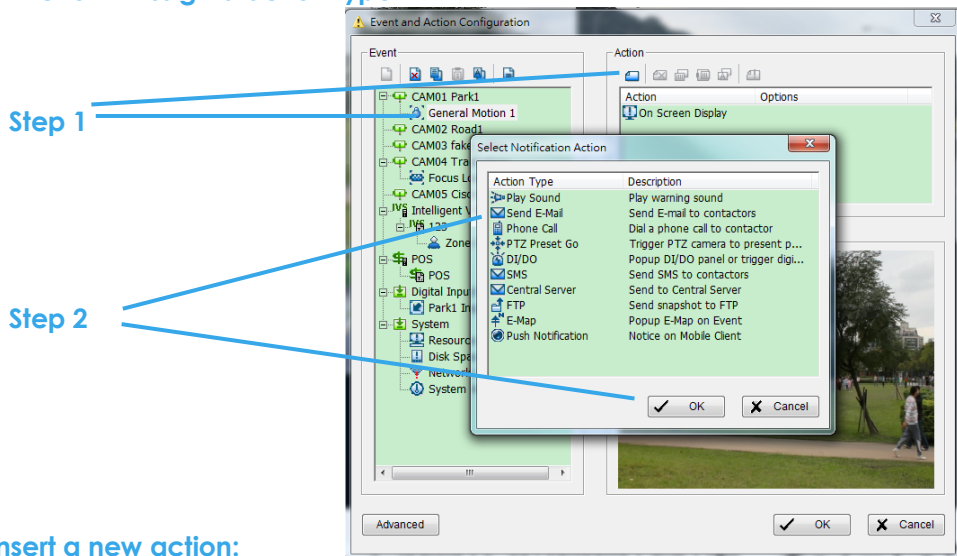 Event and Action Configuration
Event
Action
Step 1
CAM01 Park1
General Motion 1
CAM02 Road1
CAM03 fake
CAM04 Tra
Focus Lo
CAM05 Cisc
Intelligent V
123
Zone
POS
POS
Digital Inpu
Park1 In
System
Resourc
Disk Spa
Network
System
Action Options
On Screen Display
Select Notification Action
Action Type Description
Play Sound Play warning sound
Send E-Mail Send E-mail to contactors
Phone Call Dial a phone call to contactor
PTZ Preset Go Trigger PTZ camera to present p...
DI/DO Popup DI/DO panel or trigger digi...
SMS Send SMS to contactors
Central Server Send to Central Server
FTP Send snapshot to FTP
E-Map Popup E-Map on Event
Push Notification Notice on Mobile Client
OK Cancel
Step 2
Advanced
OK Cancel
nsert a new action: